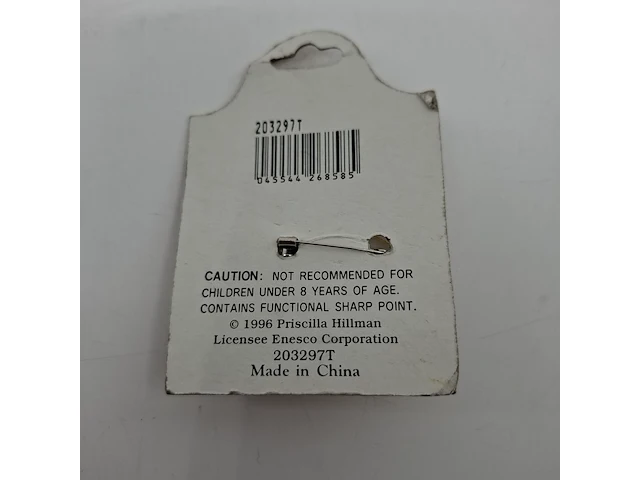 203297T
045544 268585
CAUTION: NOT RECOMMENDED FOR
CHILDREN UNDER 8 YEARS OF AGE.
CONTAINS FUNCTIONAL SHARP POINT.
© 1996 Priscilla Hillman
Licensee Enesco Corporation
203297T
Made in China